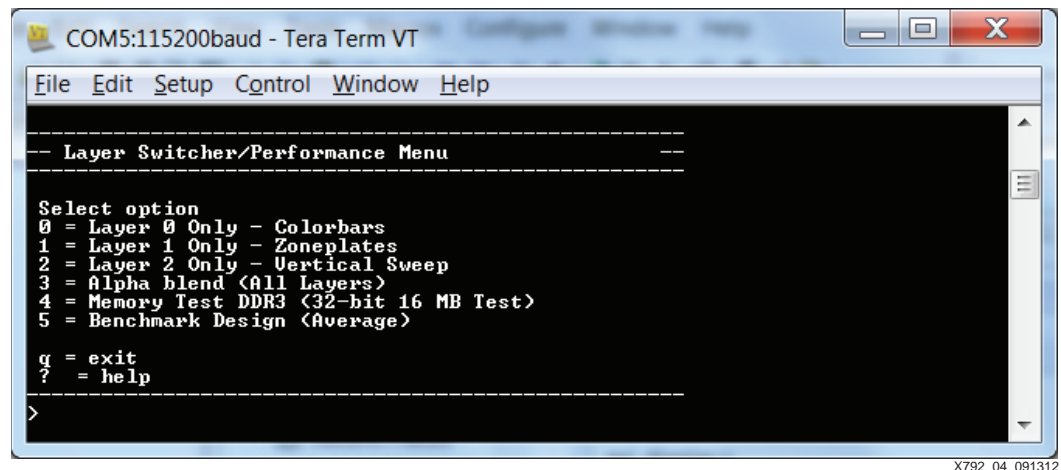 COM5:115200baud - Tera Term VT
File Edit Setup Control Window Help
-- Layer Switcher/Performance Menu --
Select option
0 = Layer 0 Only - Colorbars
1 = Layer 1 Only - Zoneplates
2 = Layer 2 Only - Vertical Sweep
3 = Alpha blend (All Layers)
4 = Memory Test DDR3 (32-bit 16 MB Test)
5 = Benchmark Design (Average)
q = exit
? = help
>
X792_04_091312